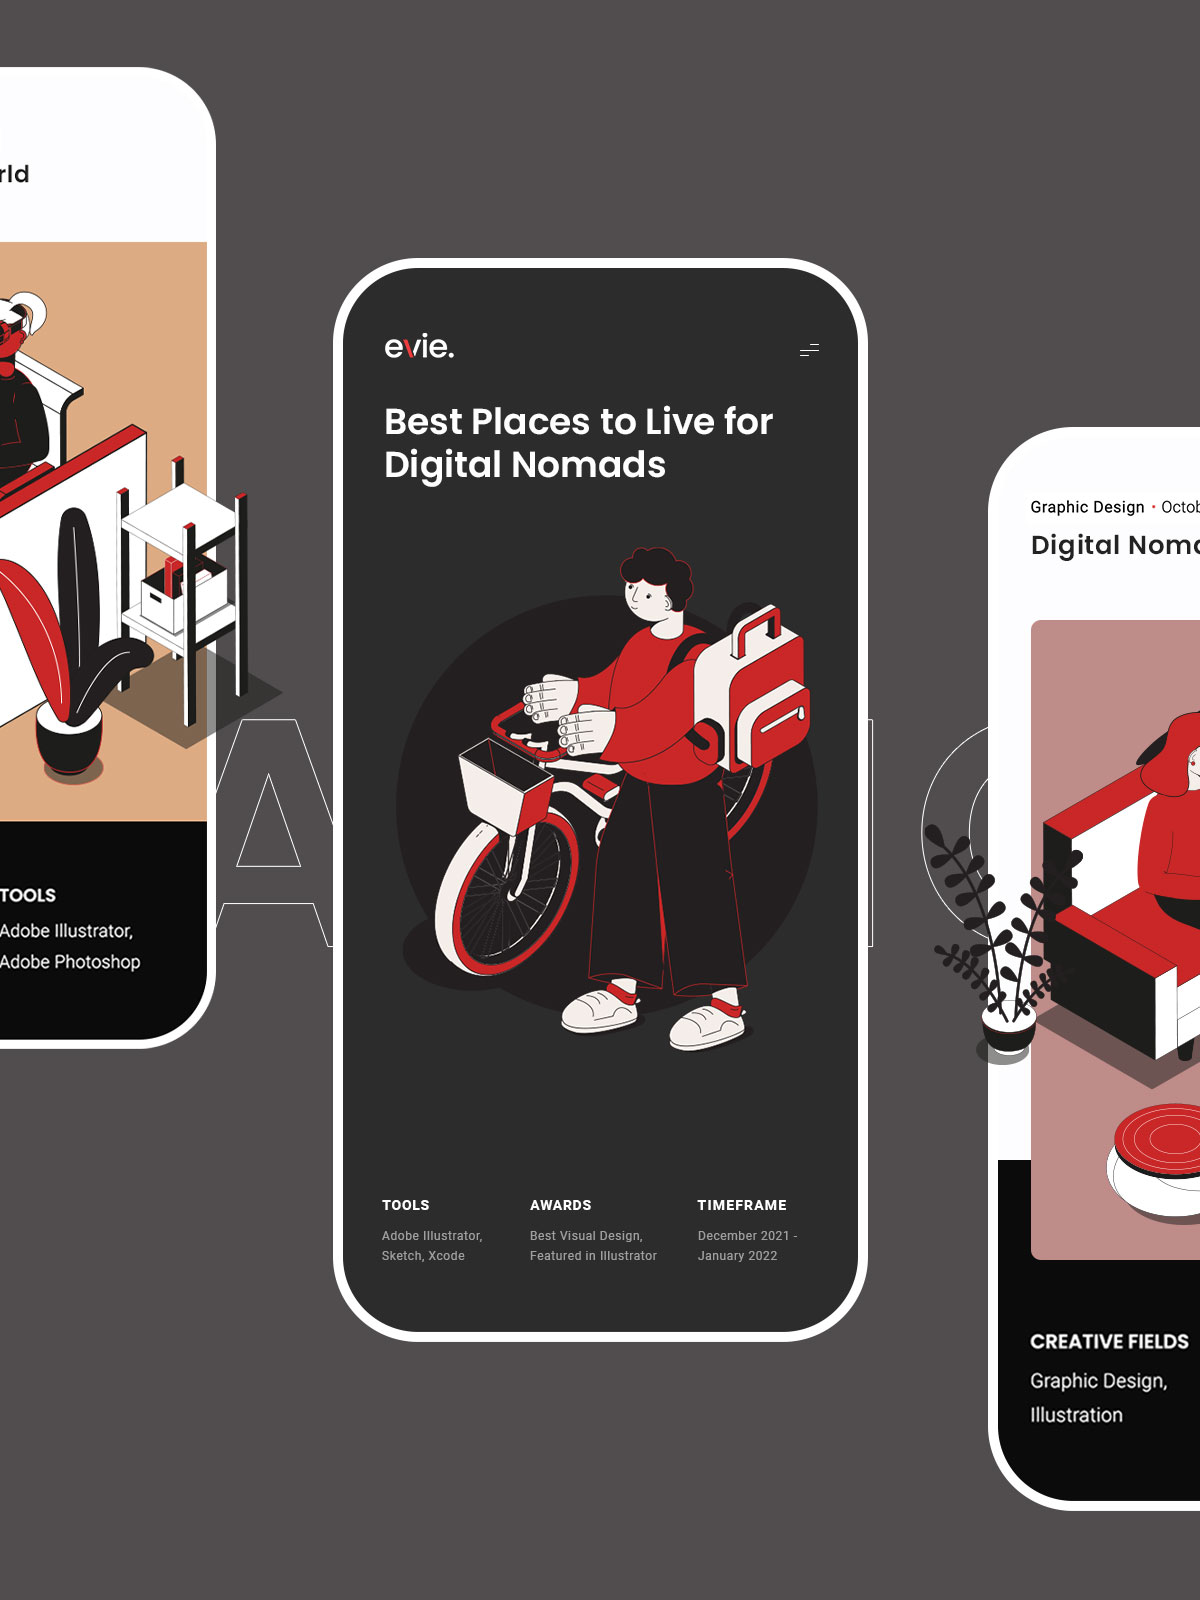 rld
TOOLS
Adobe Illustrator,
Adobe Photoshop
evie.
Best Places to Live for
Digital Nomads
TOOLS
Adobe Illustrator,
Sketch, Xcode
AWARDS
Best Visual Design,
Featured in Illustrator
TIMEFRAME
December 2021 -
January 2022
Graphic Design • Octob
Digital Noma
CREATIVE FIELDS
Graphic Design,
Illustration